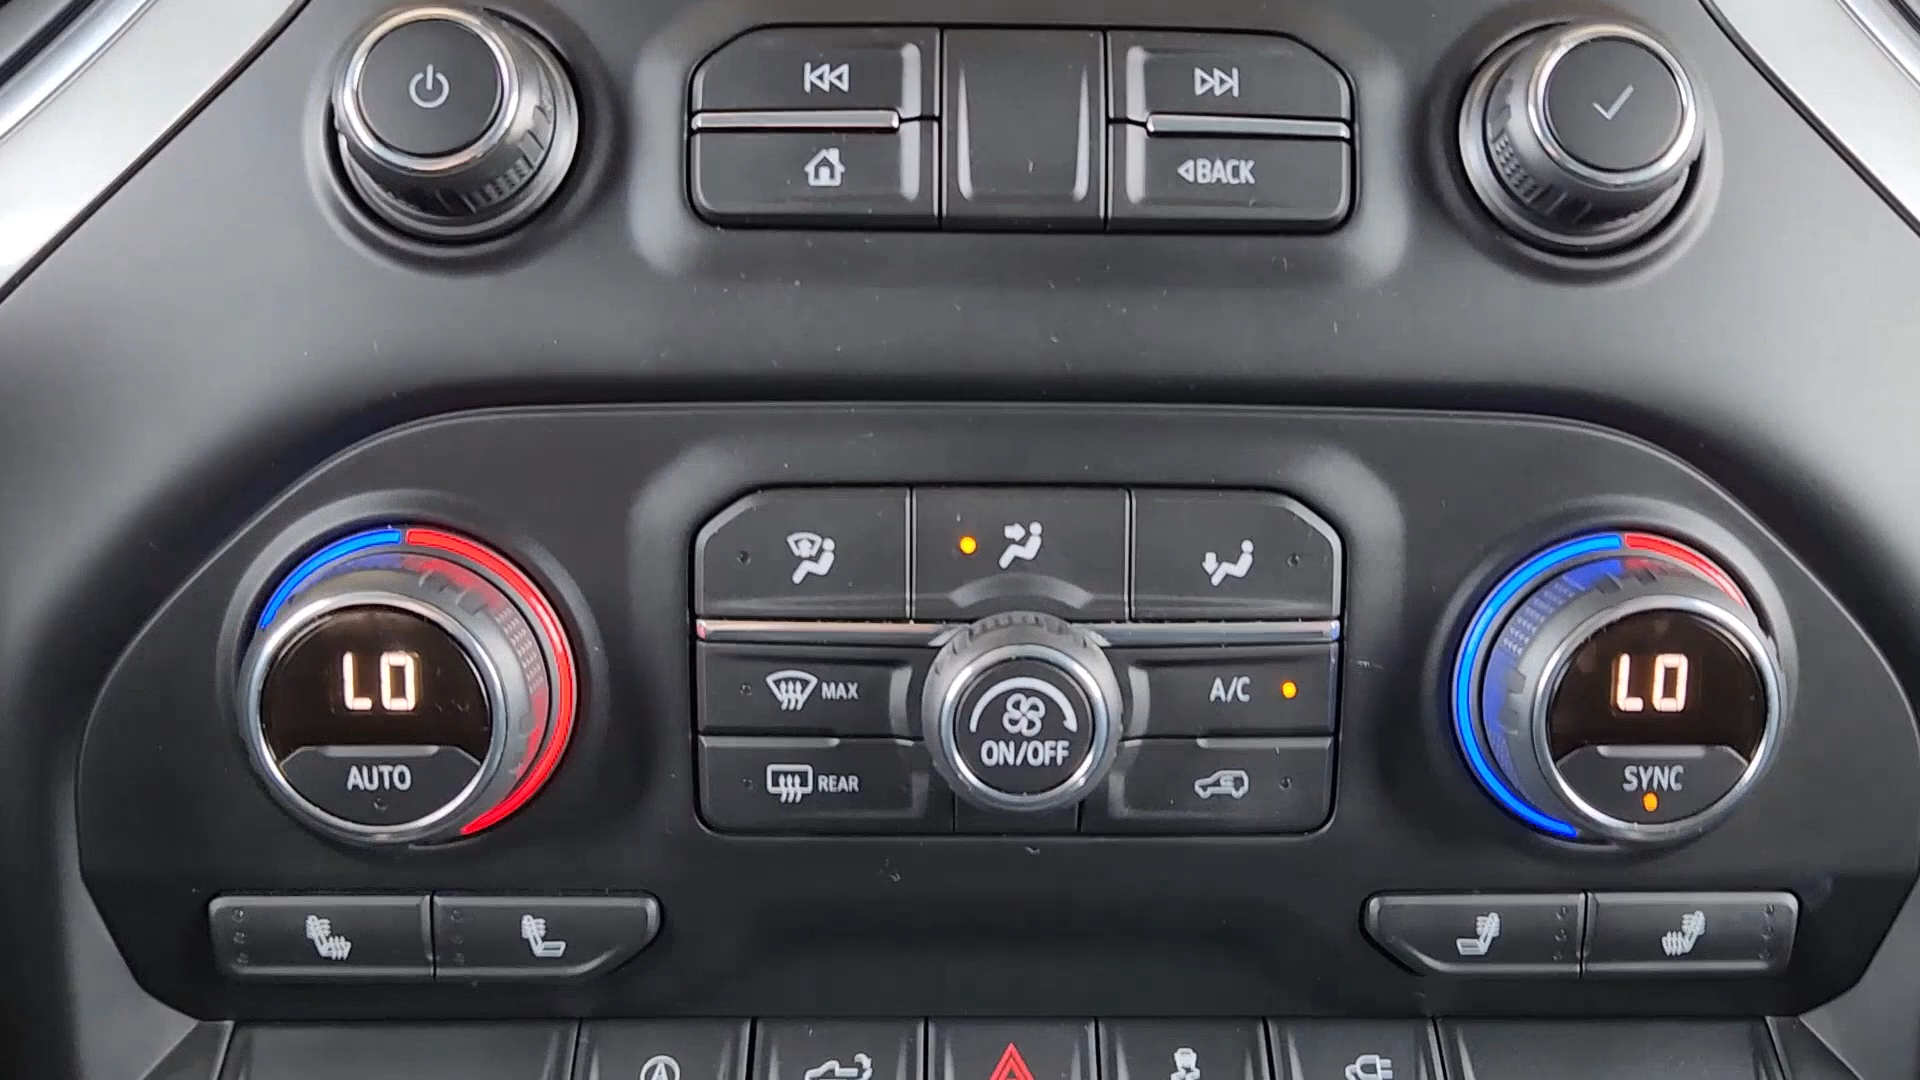 BACK
LO
AUTO
MAX
REAR
ON/OFF
A/C
LO
SYNC
A